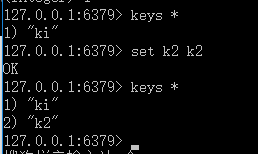 127.0.0.1:6379> keys *
1) "ki"
127.0.0.1:6379> set k2 k2
OK
127.0.0.1:6379> keys *
1) "ki"
2) "k2"
127.0.0.1:6379>